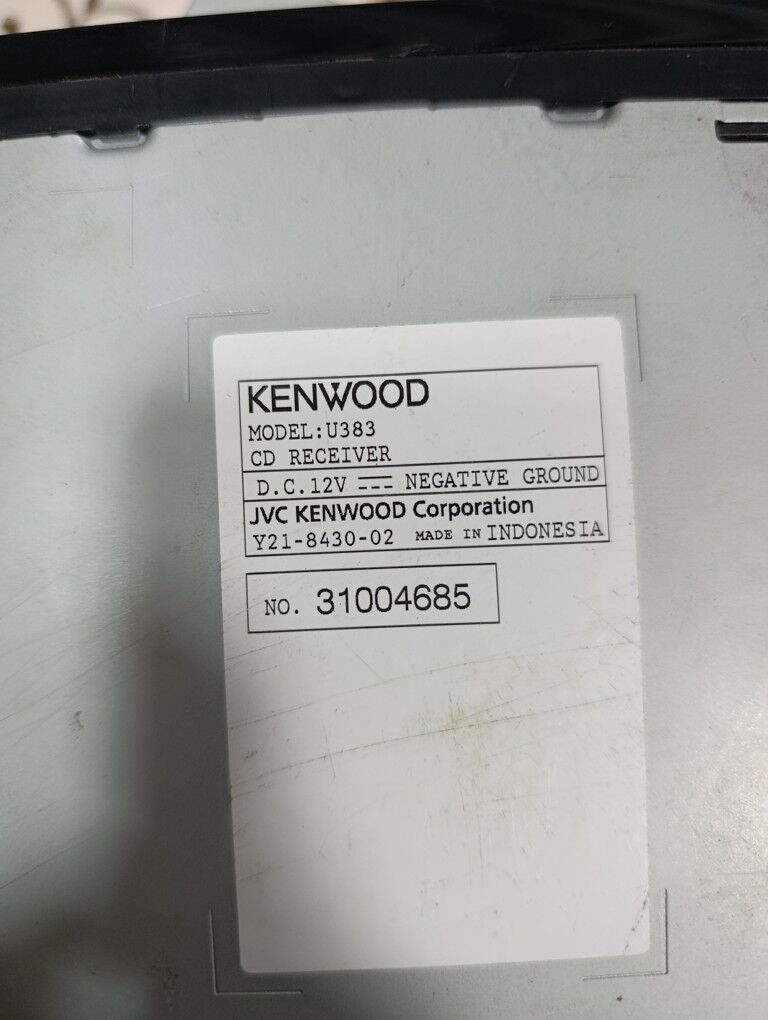 KENWOOD
MODEL:U383
CD RECEIVER
D.C.12V ⎓ NEGATIVE GROUND
JVC KENWOOD Corporation
Y21-8430-02 MADE IN INDONESIA
NO. 31004685